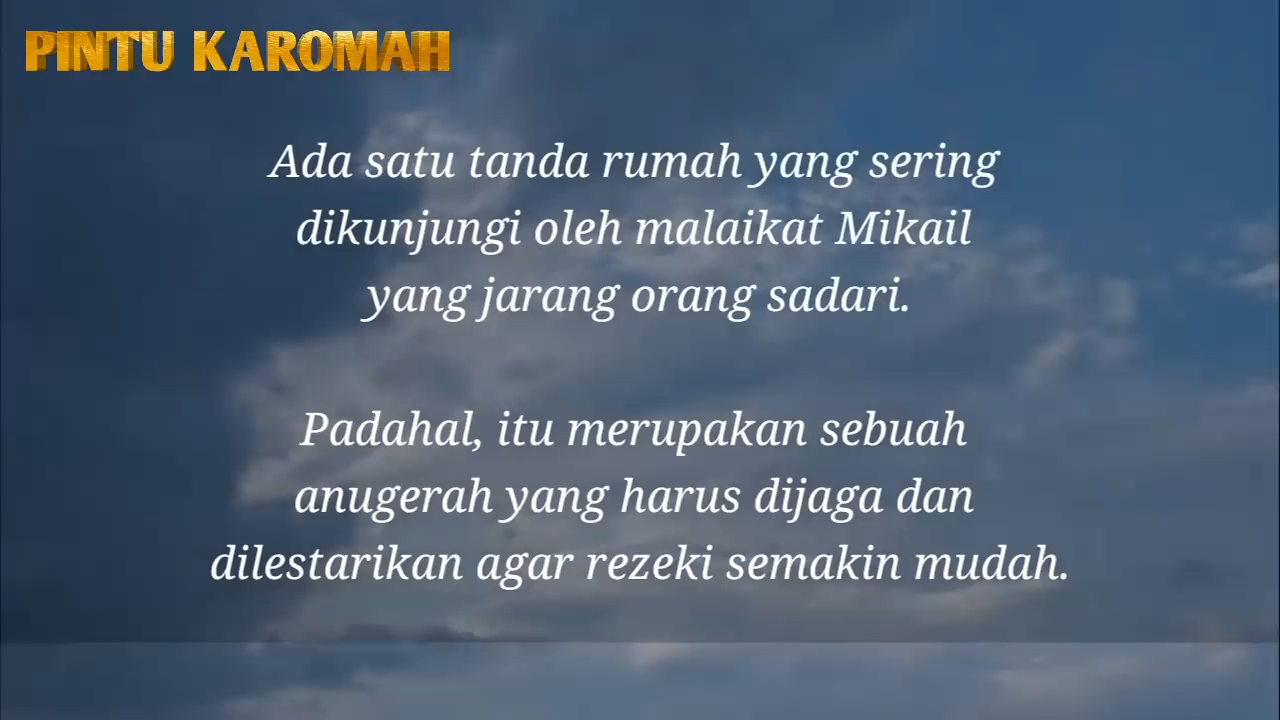 PINTU KAROMAH
Ada satu tanda rumah yang sering
dikunjungi oleh malaikat Mikail
yang jarang orang sadari.
Padahal, itu merupakan sebuah
anugerah yang harus dijaga dan
dilestarikan agar rezeki semakin mudah.